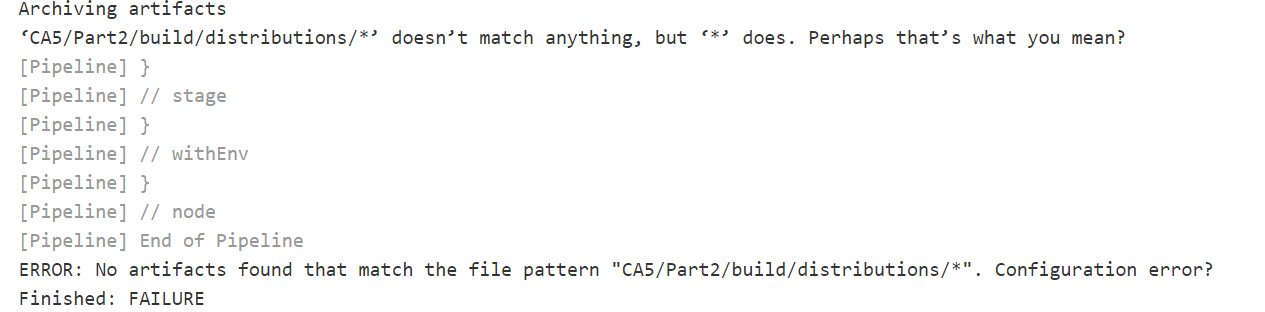 Archiving artifacts
‘CA5/Part2/build/distributions/*’ doesn’t match anything, but ‘*’ does. Perhaps that’s what you mean?
[Pipeline] }
[Pipeline] // stage
[Pipeline] }
[Pipeline] // withEnv
[Pipeline] }
[Pipeline] // node
[Pipeline] End of Pipeline
ERROR: No artifacts found that match the file pattern "CA5/Part2/build/distributions/*". Configuration error?
Finished: FAILURE